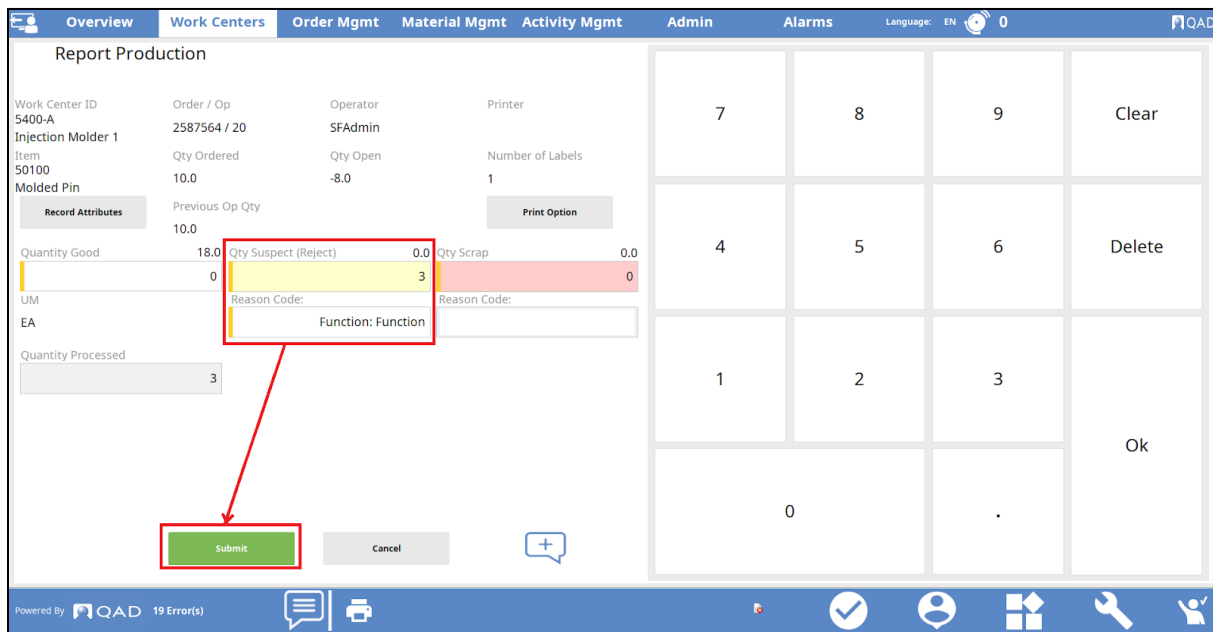 Overview Work Centers Order Mgmt Material Mgmt Activity Mgmt Admin Alarms Language: EN 0 QAD
Report Production
Work Center ID Order / Op Operator Printer
5400-A 2587564 / 20 SFAdmin
Injection Molder 1
Item Qty Ordered Qty Open Number of Labels
50100 10.0 -8.0 1
Molded Pin
Record Attributes Previous Op Qty Print Option
10.0
Quantity Good 18.0 Qty Suspect (Reject) 0.0 Qty Scrap 0.0
0 3 0
UM Reason Code: Reason Code:
EA Function: Function
Quantity Processed
3
Submit Cancel
7 8 9 Clear
4 5 6 Delete
1 2 3
Ok
0 .
Powered By QAD 19 Error(s)